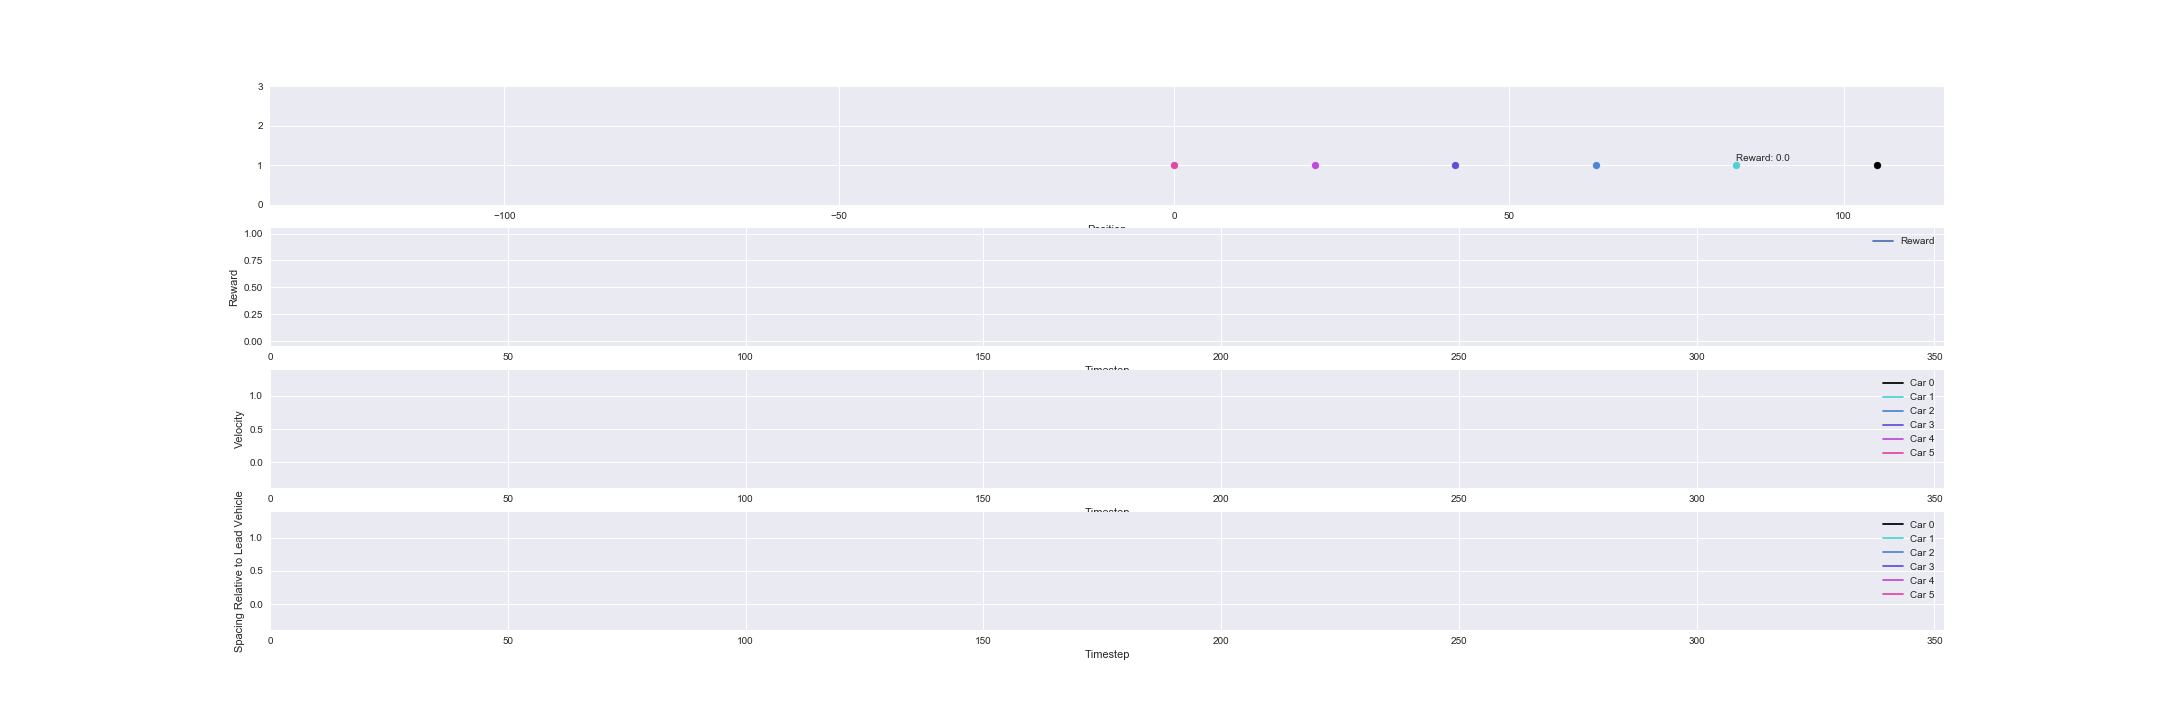 3
2
1
0
Reward: 0.0
−100 −50 0 50 100
Position
Reward
1.00
0.75
0.50
0.25
0.00
Reward
0 50 100 150 200 250 300 350
Timestep
Velocity
1.0
0.5
0.0
Car 0
Car 1
Car 2
Car 3
Car 4
Car 5
0 50 100 150 200 250 300 350
Timestep
Spacing Relative to Lead Vehicle
1.0
0.5
0.0
Car 0
Car 1
Car 2
Car 3
Car 4
Car 5
0 50 100 150 200 250 300 350
Timestep